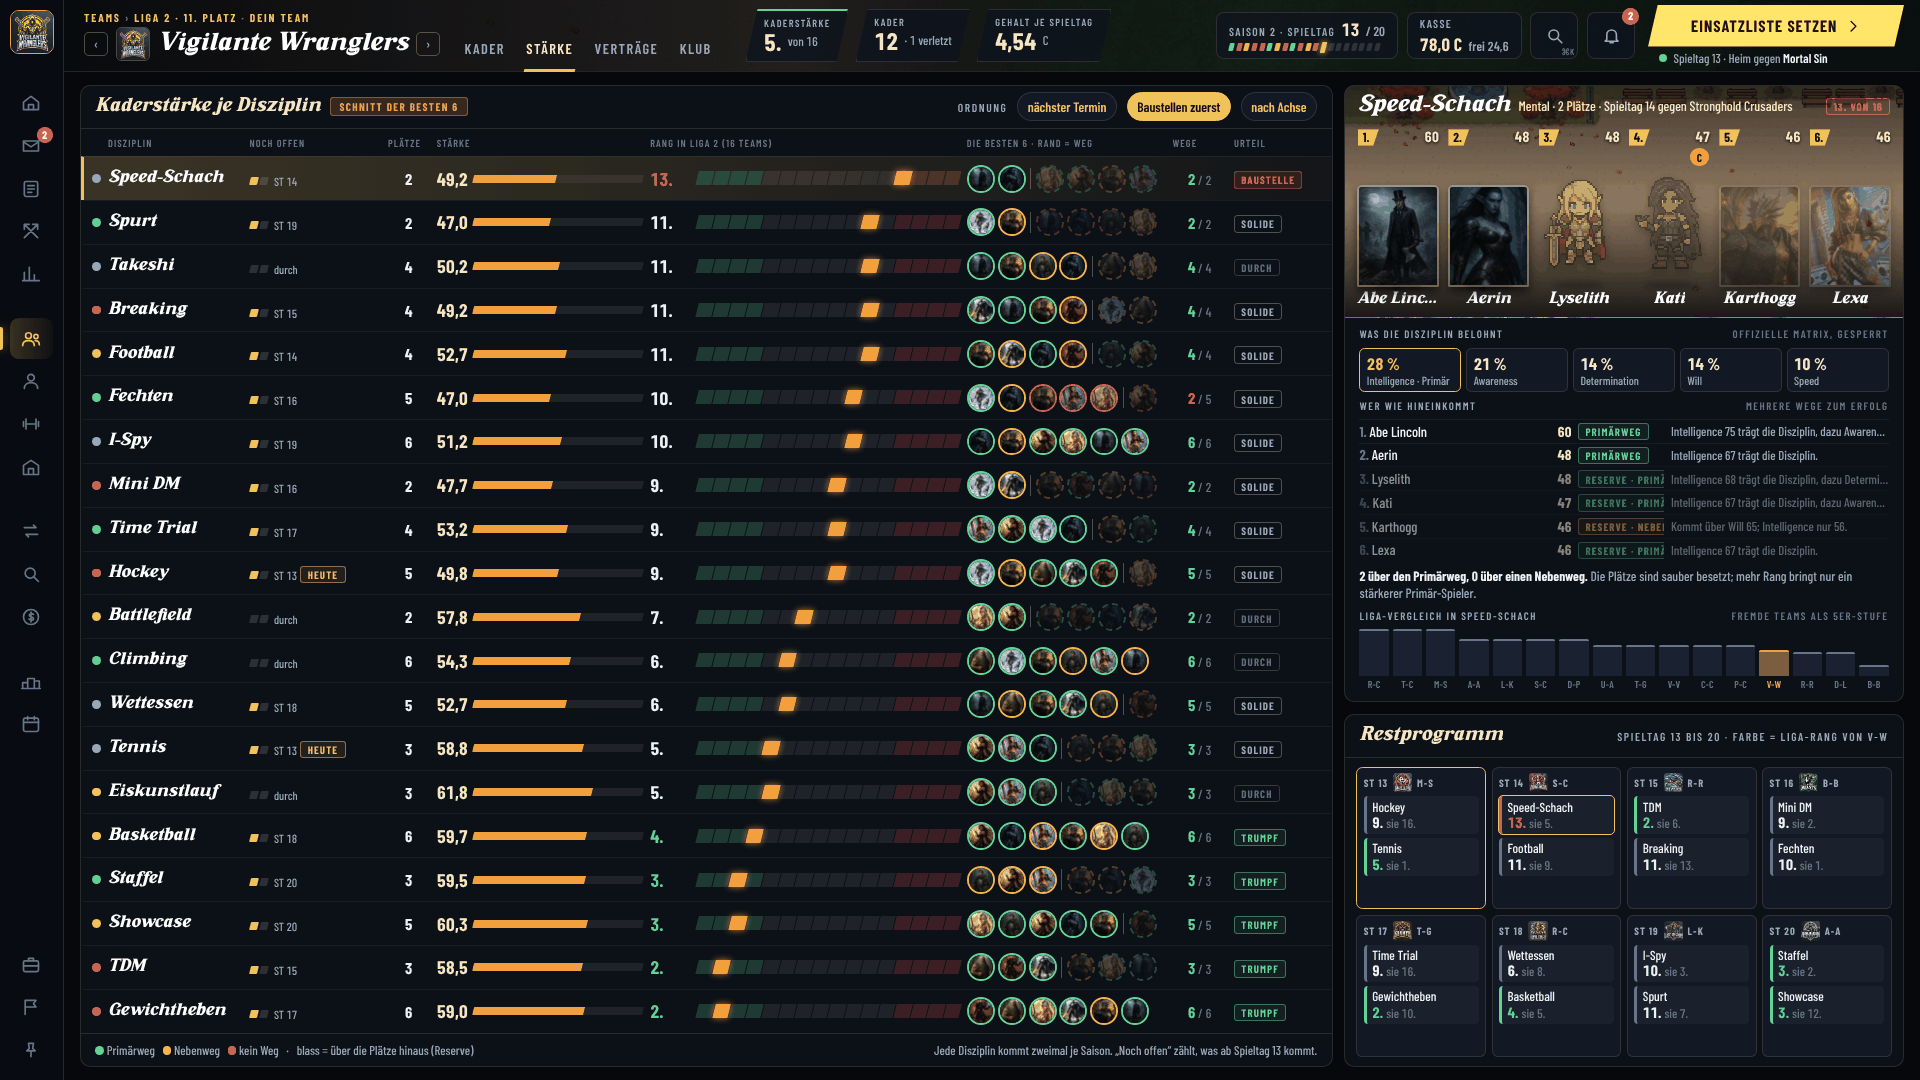 TEAMS › LIGA 2 · 11. PLATZ · DEIN TEAM
Vigilante Wranglers
KADER STÄRKE VERTRÄGE KLUB
KADERSTÄRKE
5. von 16
KADER
12 · 1 verletzt
GEHALT JE SPIELTAG
4,54 C
SAISON 2 · SPIELTAG 13 / 20
KASSE
78,0 C frei 24,6
⌘K
2
EINSATZLISTE SETZEN
Spieltag 13 · Heim gegen Mortal Sin
2
Kaderstärke je Disziplin SCHNITT DER BESTEN 6
ORDNUNG nächster Termin Baustellen zuerst nach Achse
DISZIPLIN NOCH OFFEN PLÄTZE STÄRKE RANG IN LIGA 2 (16 TEAMS) DIE BESTEN 6 · RAND = WEG WEGE URTEIL
Speed-Schach ST 14 2 49,2 13. 2 / 2 BAUSTELLE
Spurt ST 19 2 47,0 11. 2 / 2 SOLIDE
Takeshi durch 4 50,2 11. 4 / 4 DURCH
Breaking ST 15 4 49,2 11. 4 / 4 SOLIDE
Football ST 14 4 52,7 11. 4 / 4 SOLIDE
Fechten ST 16 5 47,0 10. 2 / 5 SOLIDE
I-Spy ST 19 6 51,2 10. 6 / 6 SOLIDE
Mini DM ST 16 2 47,7 9. 2 / 2 SOLIDE
Time Trial ST 17 4 53,2 9. 4 / 4 SOLIDE
Hockey ST 13 HEUTE 5 49,8 9. 5 / 5 SOLIDE
Battlefield durch 2 57,8 7. 2 / 2 DURCH
Climbing durch 6 54,3 6. 6 / 6 DURCH
Wettessen ST 18 5 52,7 6. 5 / 5 SOLIDE
Tennis ST 13 HEUTE 3 58,8 5. 3 / 3 SOLIDE
Eiskunstlauf durch 3 61,8 5. 3 / 3 DURCH
Basketball ST 18 6 59,7 4. 6 / 6 TRUMPF
Staffel ST 20 3 59,5 3. 3 / 3 TRUMPF
Showcase ST 20 5 60,3 3. 5 / 5 TRUMPF
TDM ST 15 3 58,5 2. 3 / 3 TRUMPF
Gewichtheben ST 17 6 59,0 2. 6 / 6 TRUMPF
Primärweg Nebenweg kein Weg · blass = über die Plätze hinaus (Reserve)
Jede Disziplin kommt zweimal je Saison. „Noch offen“ zählt, was ab Spieltag 13 kommt.
Speed-Schach Mental · 2 Plätze · Spieltag 14 gegen Stronghold Crusaders 13. VON 16
1. 60 2. 48 3. 48 4. 47 5. 46 6. 46
C
Abe Linc... Aerin Lyselith Kati Karthogg Lexa
WAS DIE DISZIPLIN BELOHNT OFFIZIELLE MATRIX, GESPERRT
28 % 21 % 14 % 14 % 10 %
Intelligence · Primär Awareness Determination Will Speed
WER WIE HINEINKOMMT MEHRERE WEGE ZUM ERFOLG
1. Abe Lincoln 60 PRIMÄRWEG Intelligence 75 trägt die Disziplin, dazu Awaren...
2. Aerin 48 PRIMÄRWEG Intelligence 67 trägt die Disziplin.
3. Lyselith 48 RESERVE · PRIMÄ Intelligence 68 trägt die Disziplin, dazu Determi...
4. Kati 47 RESERVE · PRIMÄ Intelligence 67 trägt die Disziplin, dazu Awaren...
5. Karthogg 46 RESERVE · NEBEN Kommt über Will 65; Intelligence nur 56.
6. Lexa 46 RESERVE · PRIMÄ Intelligence 67 trägt die Disziplin.
2 über den Primärweg, 0 über einen Nebenweg. Die Plätze sind sauber besetzt; mehr Rang bringt nur ein
stärkerer Primär-Spieler.
LIGA-VERGLEICH IN SPEED-SCHACH FREMDE TEAMS ALS 5ER-STUFE
R-C T-C M-S A-A L-K S-C D-P U-A T-G V-V C-C P-C V-W R-R D-L B-B
Restprogramm SPIELTAG 13 BIS 20 · FARBE = LIGA-RANG VON V-W
ST 13 M-S
Hockey
9. sie 16.
Tennis
5. sie 1.
ST 14 S-C
Speed-Schach
13. sie 5.
Football
11. sie 9.
ST 15 R-R
TDM
2. sie 6.
Breaking
11. sie 13.
ST 16 B-B
Mini DM
9. sie 2.
Fechten
10. sie 1.
ST 17 T-G
Time Trial
9. sie 16.
Gewichtheben
2. sie 10.
ST 18 R-C
Wettessen
6. sie 8.
Basketball
4. sie 5.
ST 19 L-K
I-Spy
10. sie 3.
Spurt
11. sie 7.
ST 20 A-A
Staffel
3. sie 2.
Showcase
3. sie 12.